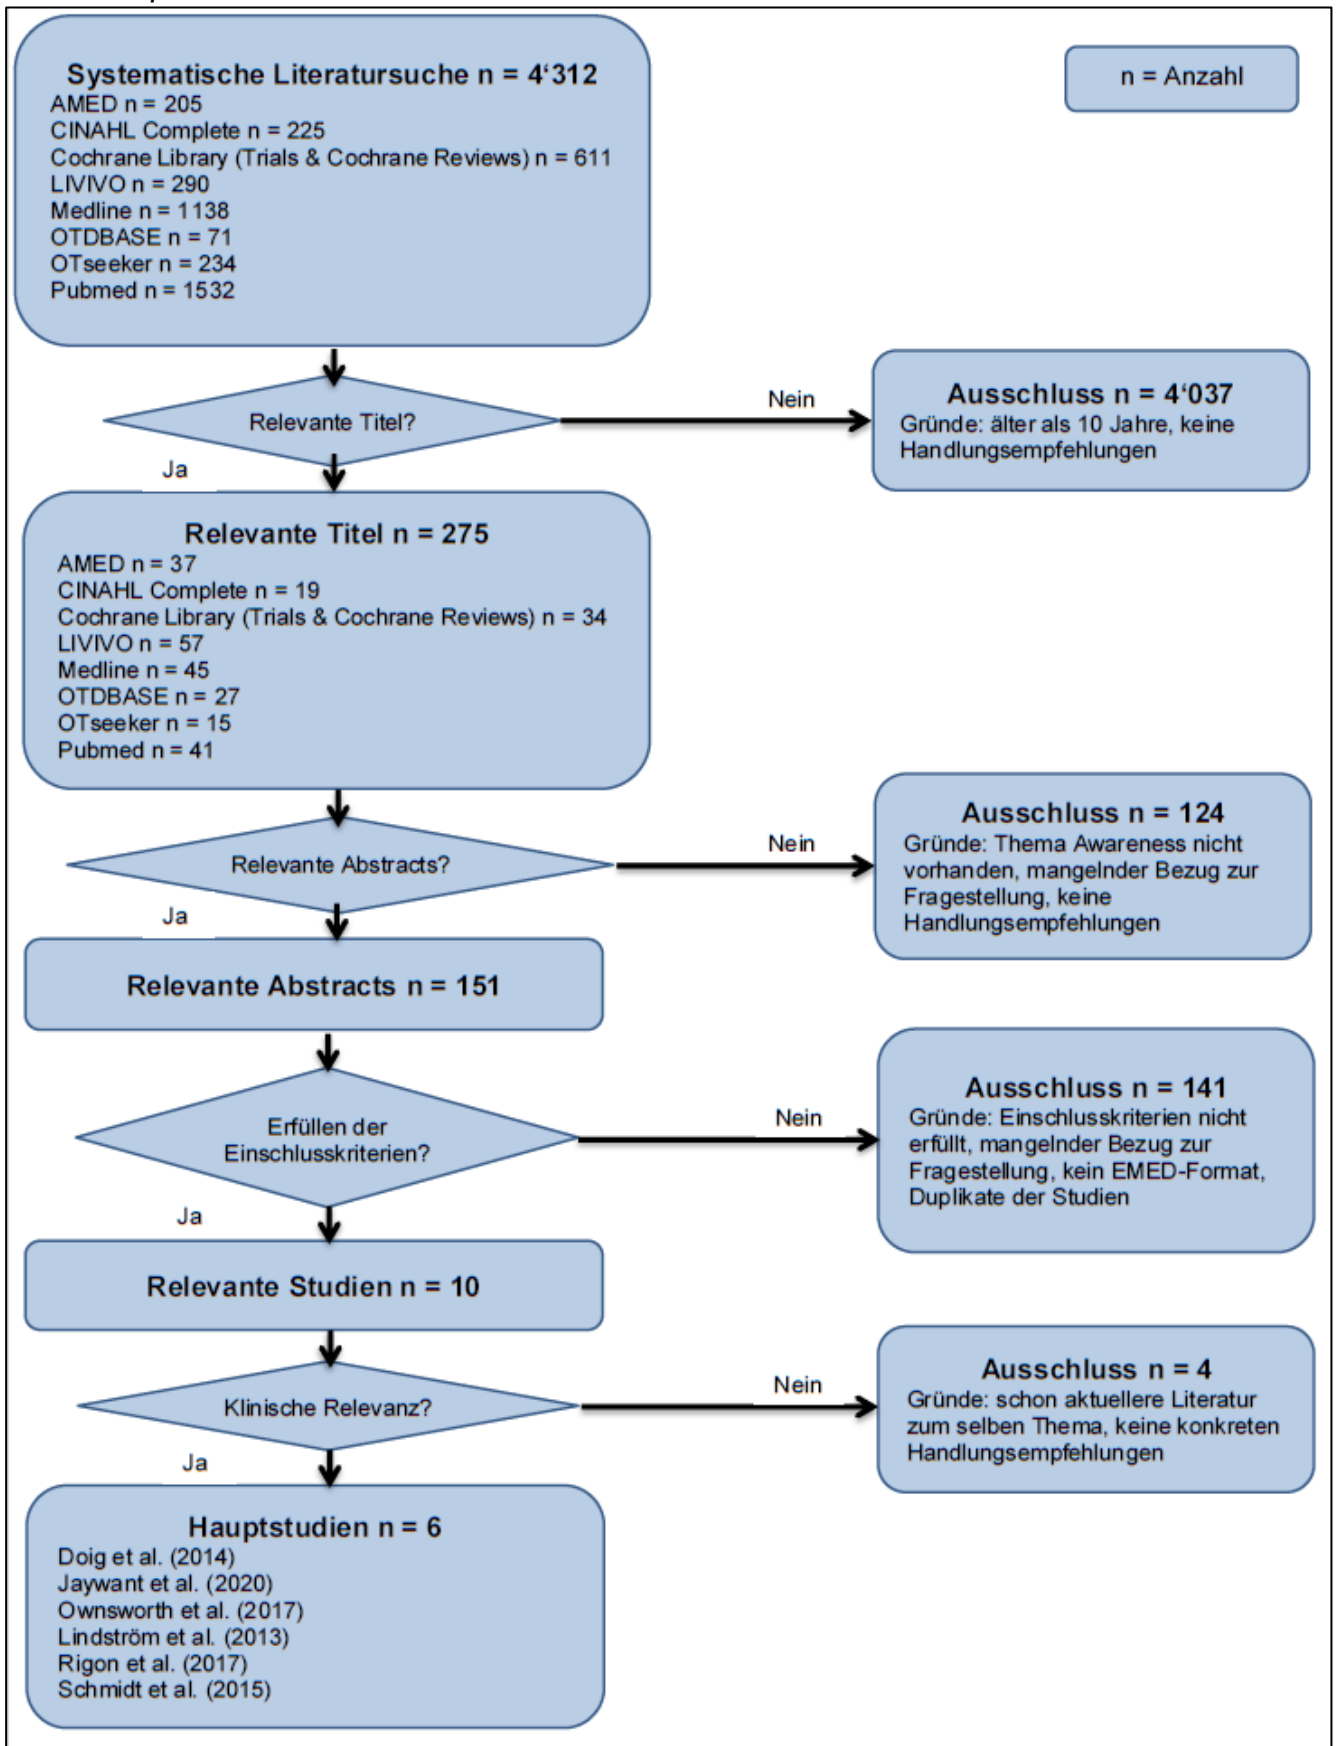 Systematische Literatursuche n = 4‘312
AMED n = 205
CINAHL Complete n = 225
Cochrane Library (Trials & Cochrane Reviews) n = 611
LIVIVO n = 290
Medline n = 1138
OTDBASE n = 71
OTseeker n = 234
Pubmed n = 1532
n = Anzahl
Relevante Titel?
Nein
Ausschluss n = 4‘037
Gründe: älter als 10 Jahre, keine
Handlungsempfehlungen
Ja
Relevante Titel n = 275
AMED n = 37
CINAHL Complete n = 19
Cochrane Library (Trials & Cochrane Reviews) n = 34
LIVIVO n = 57
Medline n = 45
OTDBASE n = 27
OTseeker n = 15
Pubmed n = 41
Relevante Abstracts?
Nein
Ausschluss n = 124
Gründe: Thema Awareness nicht
vorhanden, mangelnder Bezug zur
Fragestellung, keine
Handlungsempfehlungen
Ja
Relevante Abstracts n = 151
Erfüllen der
Einschlusskriterien?
Nein
Ausschluss n = 141
Gründe: Einschlusskriterien nicht
erfüllt, mangelnder Bezug zur
Fragestellung, kein EMED-Format,
Duplikate der Studien
Ja
Relevante Studien n = 10
Klinische Relevanz?
Nein
Ausschluss n = 4
Gründe: schon aktuellere Literatur
zum selben Thema, keine konkreten
Handlungsempfehlungen
Ja
Hauptstudien n = 6
Doig et al. (2014)
Jaywant et al. (2020)
Ownsworth et al. (2017)
Lindström et al. (2013)
Rigon et al. (2017)
Schmidt et al. (2015)